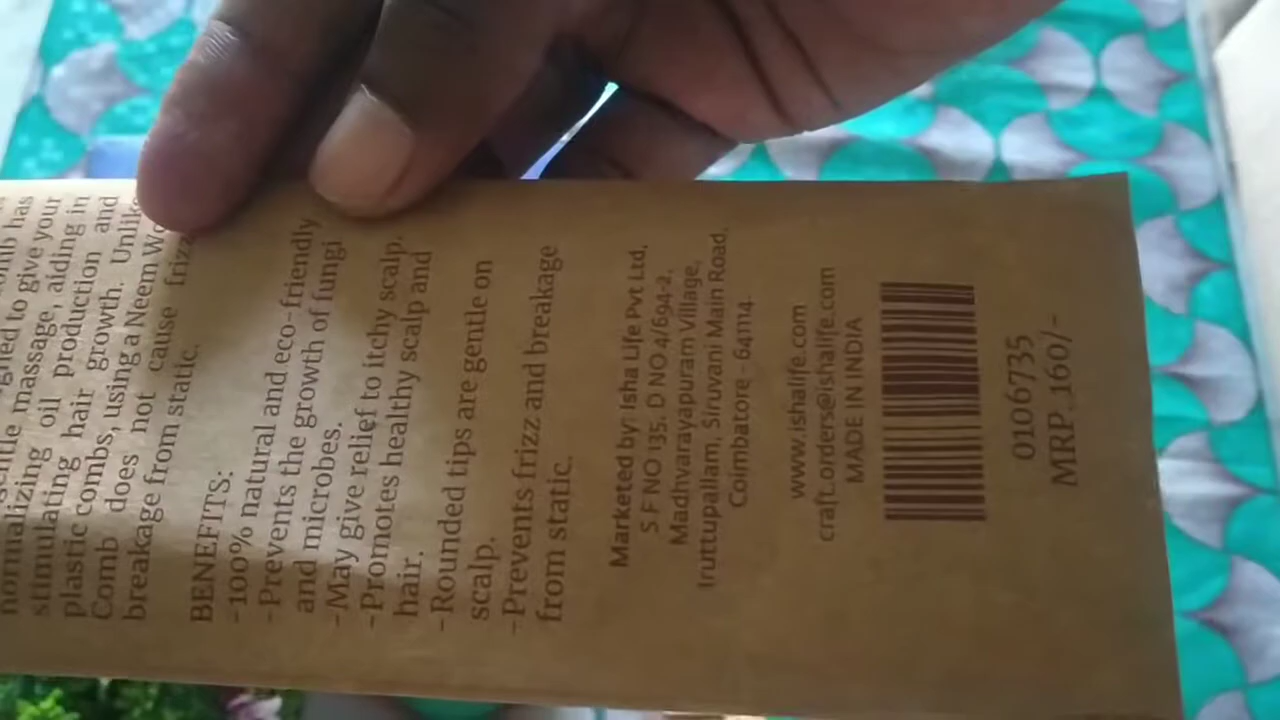 comb has
gentle massage, aiding in
normalizing oil production and
stimulating hair growth. Unlike
plastic combs, using a Neem
Comb does not cause frizz
breakage from static.
BENEFITS:
-100% natural and eco-friendly
-Prevents the growth of fungi
and microbes.
-May give relief to itchy scalp.
-Promotes healthy scalp and
hair.
-Rounded tips are gentle on
scalp.
-Prevents frizz and breakage
from static.
Marketed by: Isha Life Pvt Ltd.
S F NO 135, D NO 4/694-2,
Madhvarayapuram Village,
Iruttupallam, Siruvani Main Road,
Coimbatore - 641114.
www.ishalife.com
craft.orders@ishalife.com
MADE IN INDIA
0106735
MRP 160/-